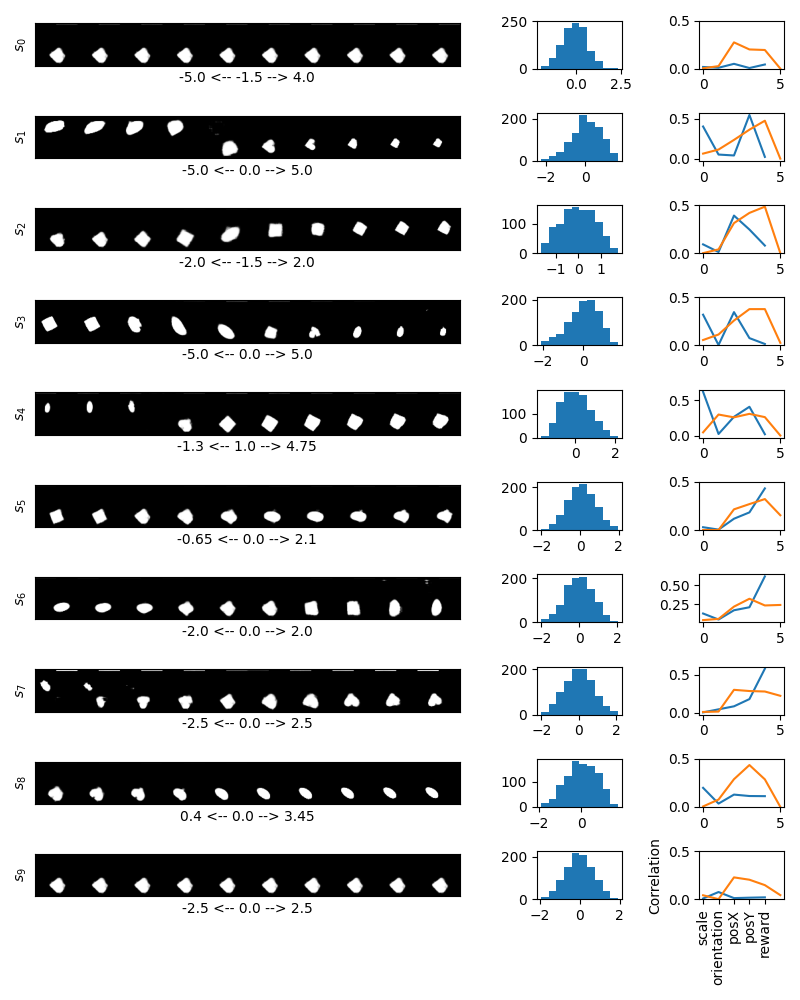 s0
-5.0 <-- -1.5 --> 4.0
250
0
0.0 2.5
0.5
0.0
0 5
s1
-5.0 <-- 0.0 --> 5.0
200
0
−2 0
0.5
0.0
0 5
s2
-2.0 <-- -1.5 --> 2.0
100
0
−1 0 1
0.5
0.0
0 5
s3
-5.0 <-- 0.0 --> 5.0
200
0
−2 0
0.5
0.0
0 5
s4
-1.3 <-- 1.0 --> 4.75
100
0
0 2
0.5
0.0
0 5
s5
-0.65 <-- 0.0 --> 2.1
200
0
−2 0 2
0.5
0.0
0 5
s6
-2.0 <-- 0.0 --> 2.0
200
0
−2 0 2
0.50
0.25
0 5
s7
-2.5 <-- 0.0 --> 2.5
200
0
−2 0 2
0.5
0.0
0 5
s8
0.4 <-- 0.0 --> 3.45
100
0
−2 0 2
0.5
0.0
0 5
s9
-2.5 <-- 0.0 --> 2.5
200
0
−2 0 2
Correlation
0.5
0.0
scale
orientation
posX
posY
reward